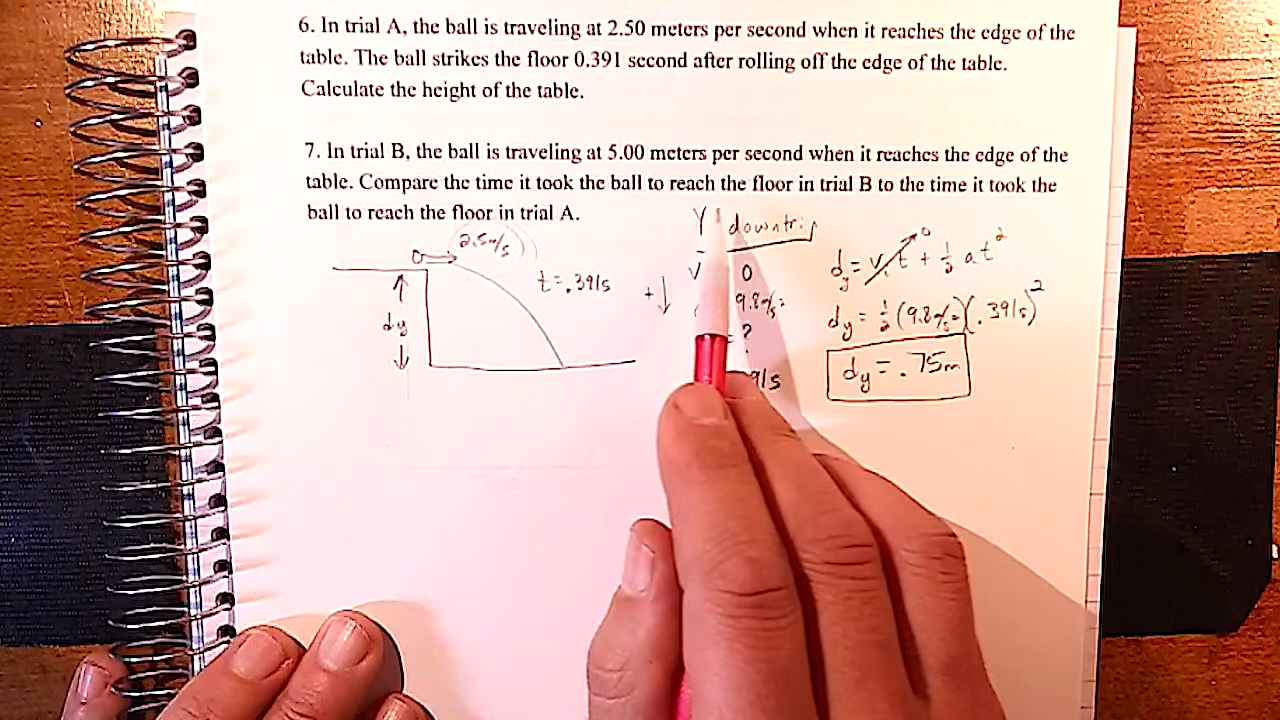 6. In trial A, the ball is traveling at 2.50 meters per second when it reaches the edge of the
table. The ball strikes the floor 0.391 second after rolling off the edge of the table.
Calculate the height of the table.
7. In trial B, the ball is traveling at 5.00 meters per second when it reaches the edge of the
table. Compare the time it took the ball to reach the floor in trial B to the time it took the
ball to reach the floor in trial A.
2.5m/s
t = .391s
dy
Y downtrip
+↓
V 0
9.8m/s²
= ?
91s
dy = vᵢt + ½ at²
0
dy = ½(9.8m/s²)(.391s)²
dy = .75m